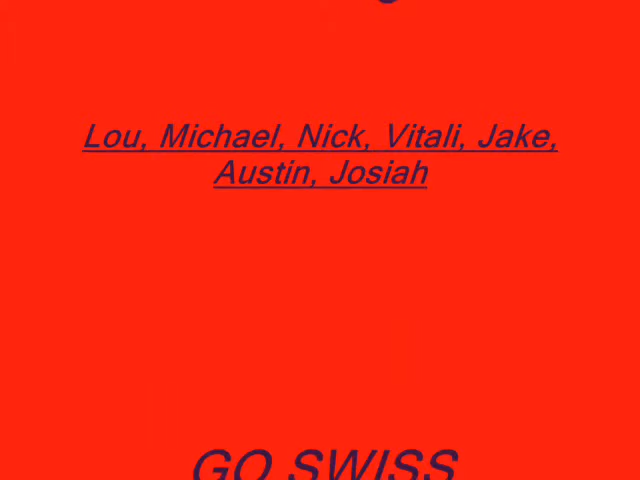 Lou, Michael, Nick, Vitali, Jake,
Austin, Josiah
GO SWISS